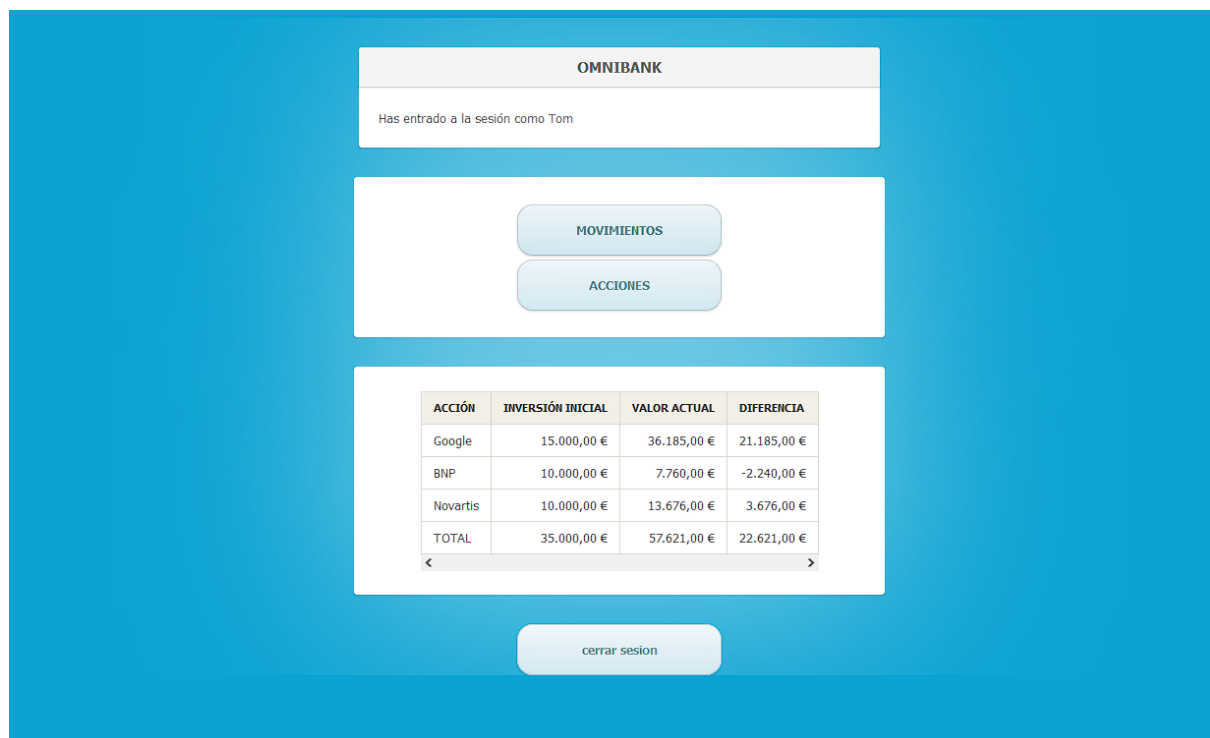 OMNIBANK
Has entrado a la sesión como Tom
MOVIMIENTOS
ACCIONES
ACCIÓN INVERSIÓN INICIAL VALOR ACTUAL DIFERENCIA
Google 15.000,00 € 36.185,00 € 21.185,00 €
BNP 10.000,00 € 7.760,00 € -2.240,00 €
Novartis 10.000,00 € 13.676,00 € 3.676,00 €
TOTAL 35.000,00 € 57.621,00 € 22.621,00 €
cerrar sesion